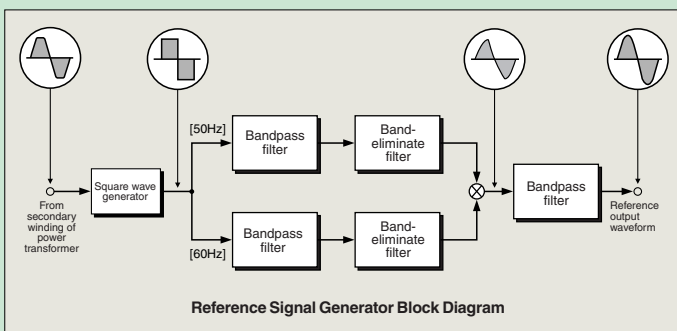 [50Hz]
Bandpass
filter
Band-
eliminate
filter
Square wave
generator
From
secondary
winding of
power
transformer
Bandpass
filter
Reference
output
waveform
[60Hz]
Bandpass
filter
Band-
eliminate
filter
Reference Signal Generator Block Diagram